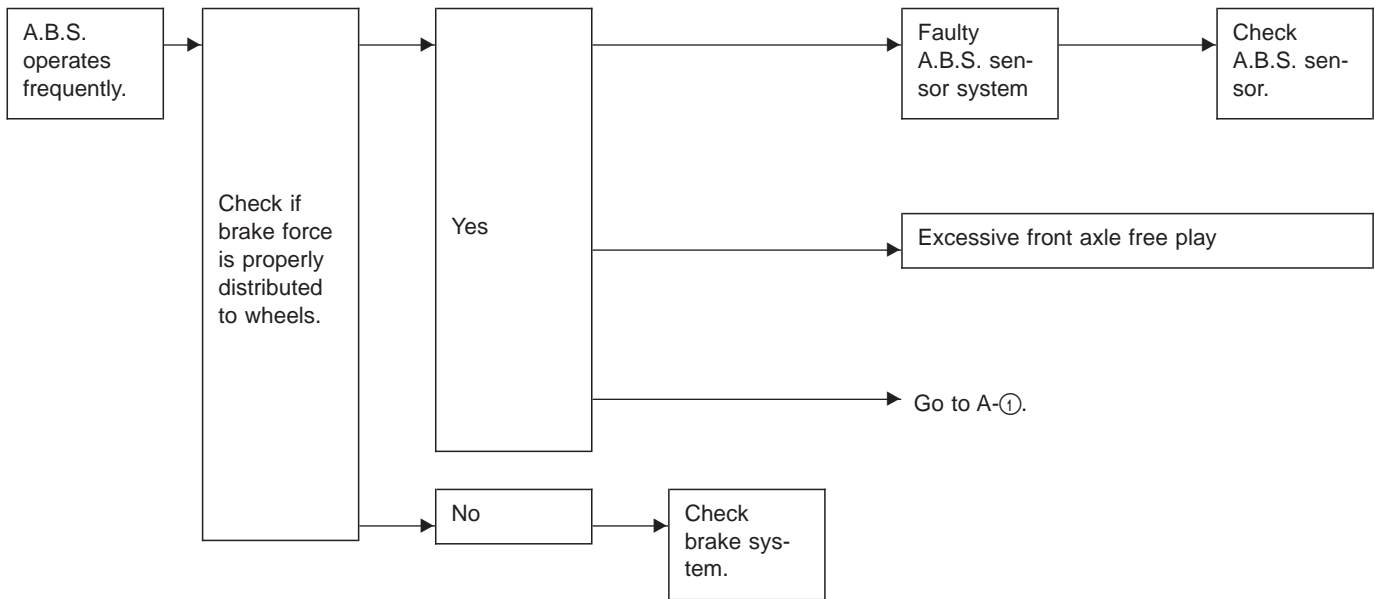 A.B.S.
operates
frequently.
Check if
brake force
is properly
distributed
to wheels.
Yes
Faulty
A.B.S. sen-
sor system
Check
A.B.S. sen-
sor.
Excessive front axle free play
Go to A-①.
No
Check
brake sys-
tem.